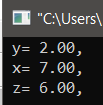 "C:\Users\
y= 2.00,
x= 7.00,
z= 6.00,